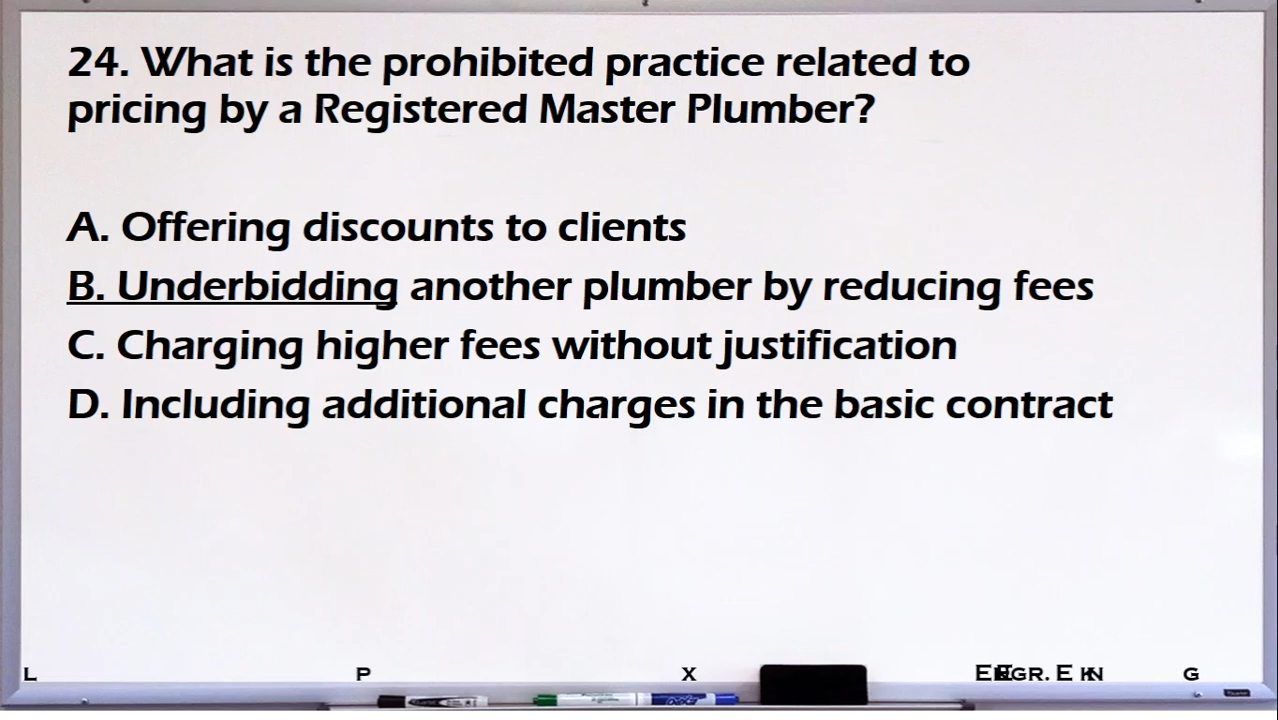 24. What is the prohibited practice related to
pricing by a Registered Master Plumber?
A. Offering discounts to clients
B. Underbidding another plumber by reducing fees
C. Charging higher fees without justification
D. Including additional charges in the basic contract
L P X G